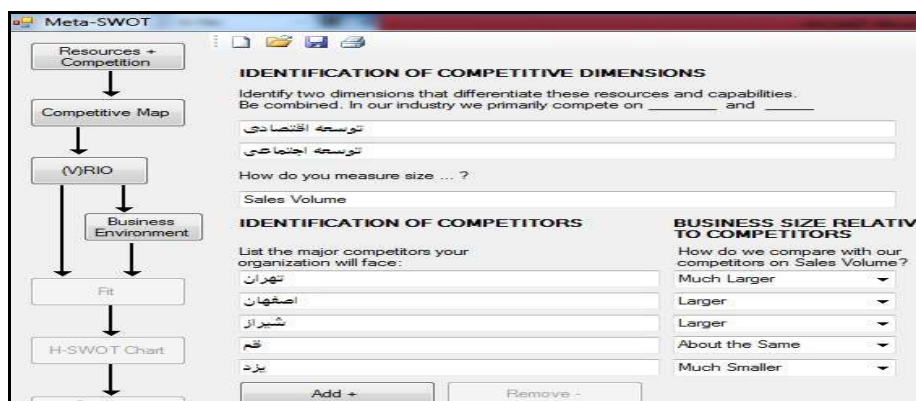 Meta-SWOT
Resources +
Competition
Competitive Map
(V)RIO
Business
Environment
Fit
H-SWOT Chart
IDENTIFICATION OF COMPETITIVE DIMENSIONS
Identify two dimensions that differentiate these resources and capabilities.
Be combined. In our industry we primarily compete on ________ and _____
توسعه اقتصادی
توسعه اجتماعی
How do you measure size ... ?
Sales Volume
IDENTIFICATION OF COMPETITORS
List the major competitors your
organization will face:
تهران
اصفهان
شیراز
قم
یزد
Add +
Remove -
BUSINESS SIZE RELATIV
TO COMPETITORS
How do we compare with our
competitors on Sales Volume?
Much Larger
Larger
Larger
About the Same
Much Smaller